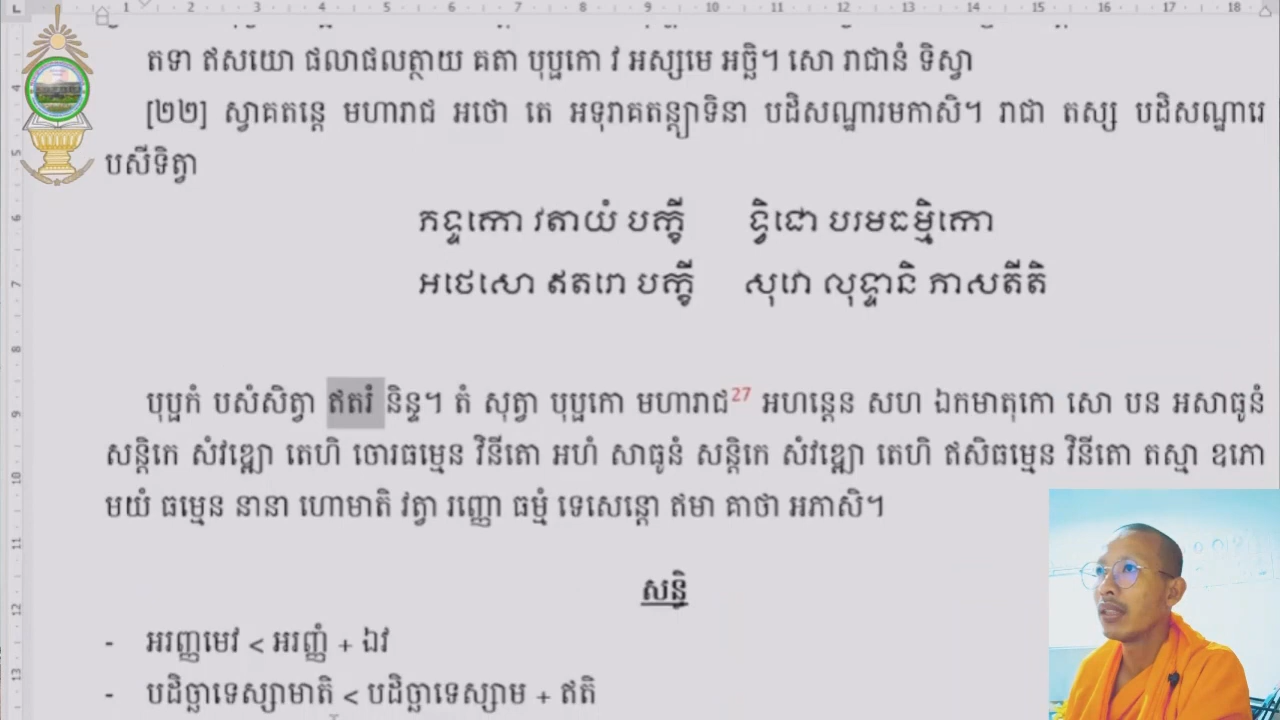 តទា ឥសយោ ផលាផលត្ថាយ គតា បុប្ផកោ វ អស្សមេ អច្ឆិ។ សោ រាជានំ ទិស្វា
[២២] ស្វាគតន្តេ មហារាជ អថោ តេ អទុរាគតន្ត្យាទិនា បដិសណ្ឋារមកាសិ។ រាជា តស្ស បដិសណ្ឋារេ
បសីទិត្វា
ភទ្ទកោ វតាយំ បក្ខី ទ្វិជោ បរមធម្មិកោ
អថេសោ ឥតរោ បក្ខី សុវោ លុទ្ទានិ ភាសតីតិ
បុប្ផកំ បសំសិត្វា ឥតរំ និន្ទ។ តំ សុត្វា បុប្ផកោ មហារាជ27 អហន្តេន សហ ឯកមាតុកោ សោ បន អសាធូនំ
សន្តិកេ សំវឌ្ឍោ តេហិ ចោរធម្មេន វិនីតោ អហំ សាធូនំ សន្តិកេ សំវឌ្ឍោ តេហិ ឥសិធម្មេន វិនីតោ តស្មា ឧភោ
មយំ ធម្មេន នានា ហោមាតិ វត្វា រញ្ញោ ធម្មំ ទេសេន្តោ ឥមា គាថា អភាសិ។
សន្ធិ
- អរញ្ញមេវ < អរញ្ញំ + ឯវ
- បដិច្ឆាទេស្សាមាតិ < បដិច្ឆាទេស្សាម + ឥតិ